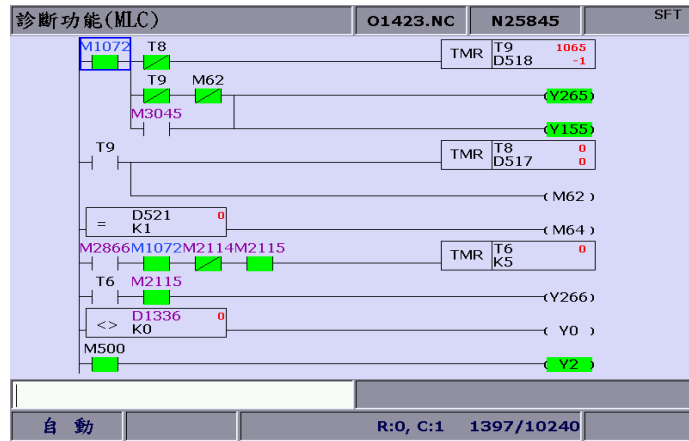 診斷功能(MLC) O1423.NC N25845 SFT
M1072 T8 TMR T9 1065
D518 -1
T9 M62 (Y265)
M3045 (Y155)
T9 TMR T8 0
D517 0
(M62)
= D521 0
K1 (M64)
M2866 M1072 M2114 M2115 TMR T6 0
K5
T6 M2115 (Y266)
<> D1336 0
K0 (Y0)
M500 (Y2)
自動 R:0, C:1 1397/10240